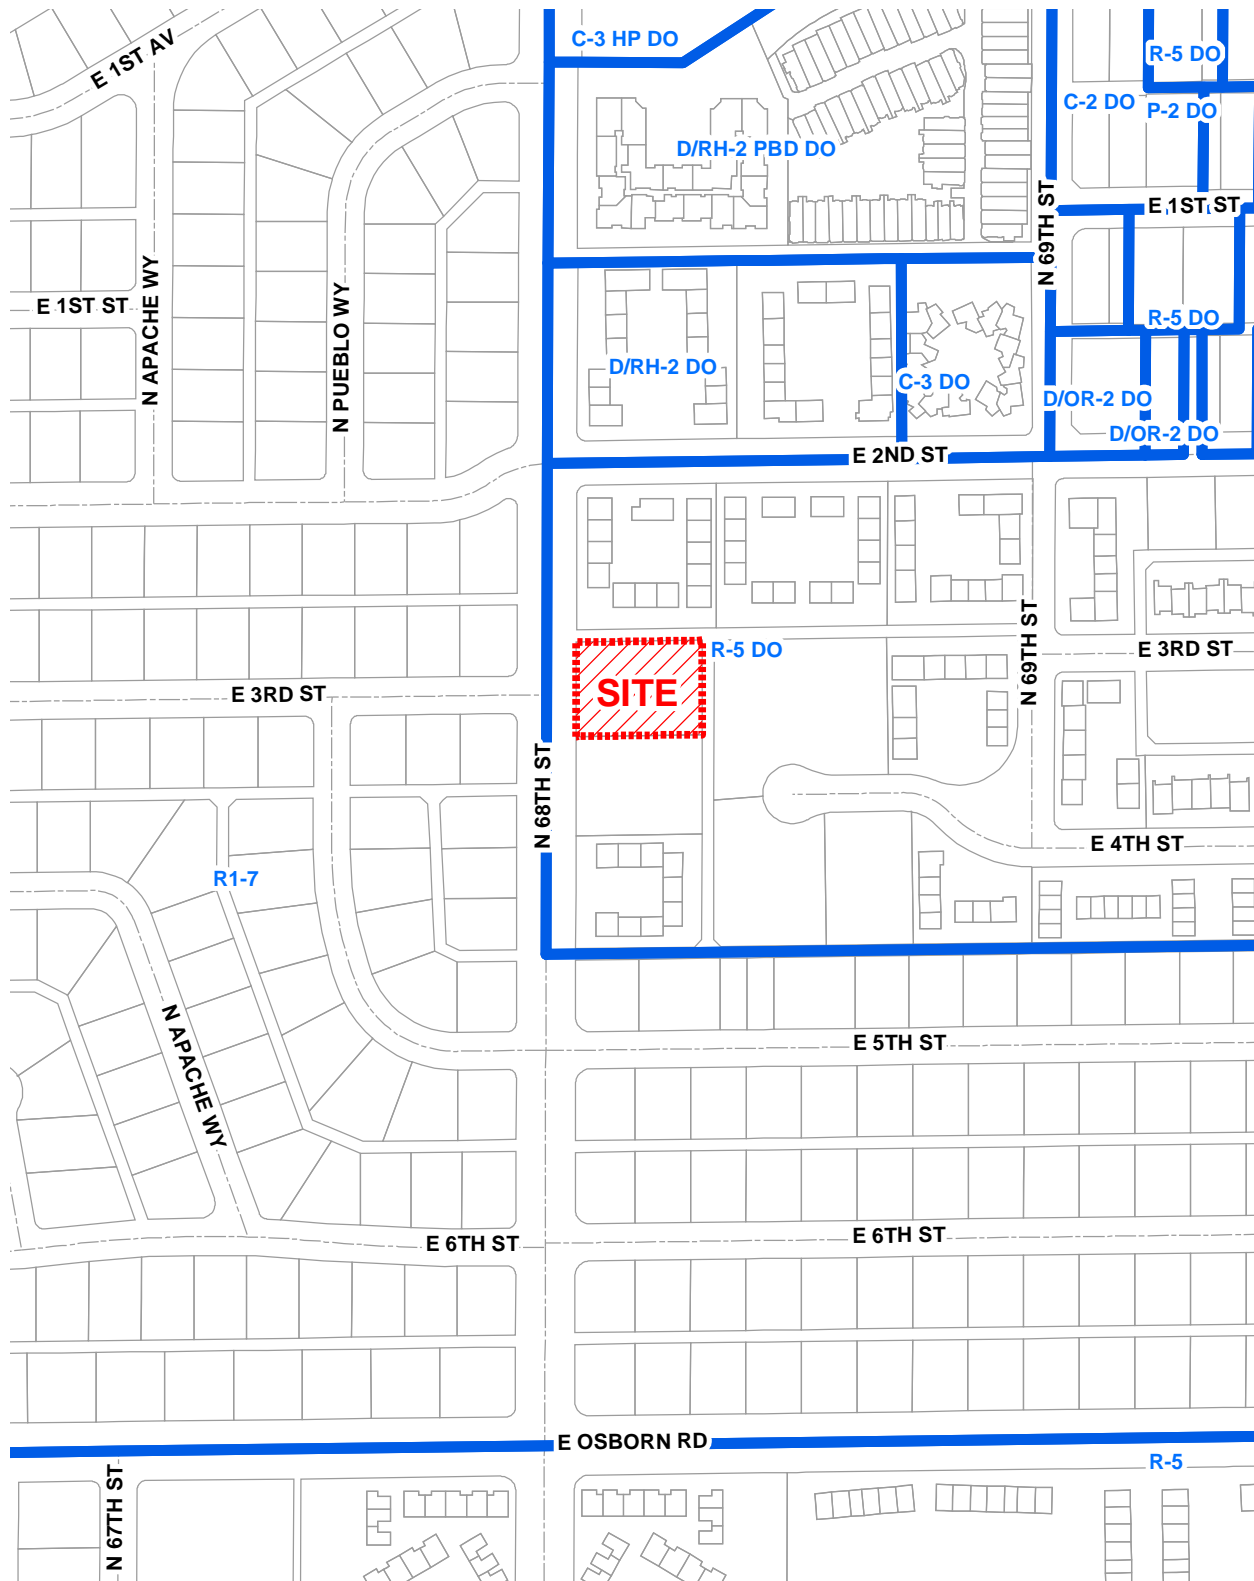 E 1ST AV
C-3 HP DO
R-5 DO
C-2 DO
P-2 DO
D/RH-2 PBD DO
N 69TH ST
E 1ST ST
E 1ST ST
N APACHE WY
N PUEBLO WY
R-5 DO
D/RH-2 DO
C-3 DO
D/OR-2 DO
D/OR-2 DO
E 2ND ST
R-5 DO
E 3RD ST
N 69TH ST
SITE
E 3RD ST
N 68TH ST
E 4TH ST
R1-7
N APACHE WY
E 5TH ST
E 6TH ST
E 6TH ST
E OSBORN RD
R-5
N 67TH ST